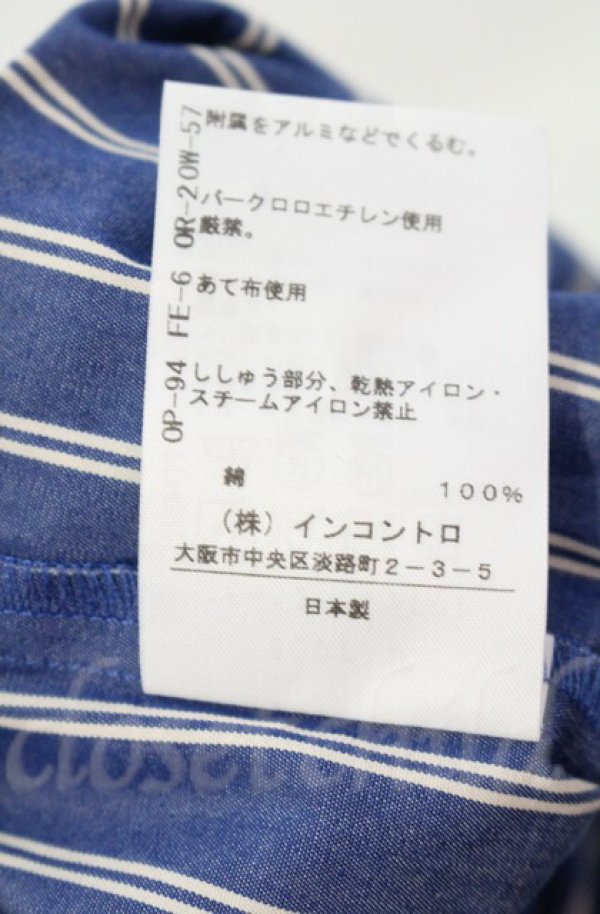 附属をアルミなどでくるむ。
パークロロエチレン使用
厳禁。
あて布使用
ししゅう部分、乾熱アイロン・
スチームアイロン禁止
綿 100%
(株) インコントロ
大阪市中央区淡路町2-3-5
日本製
OP-94 FE-6 OR-20W-57
closetchild